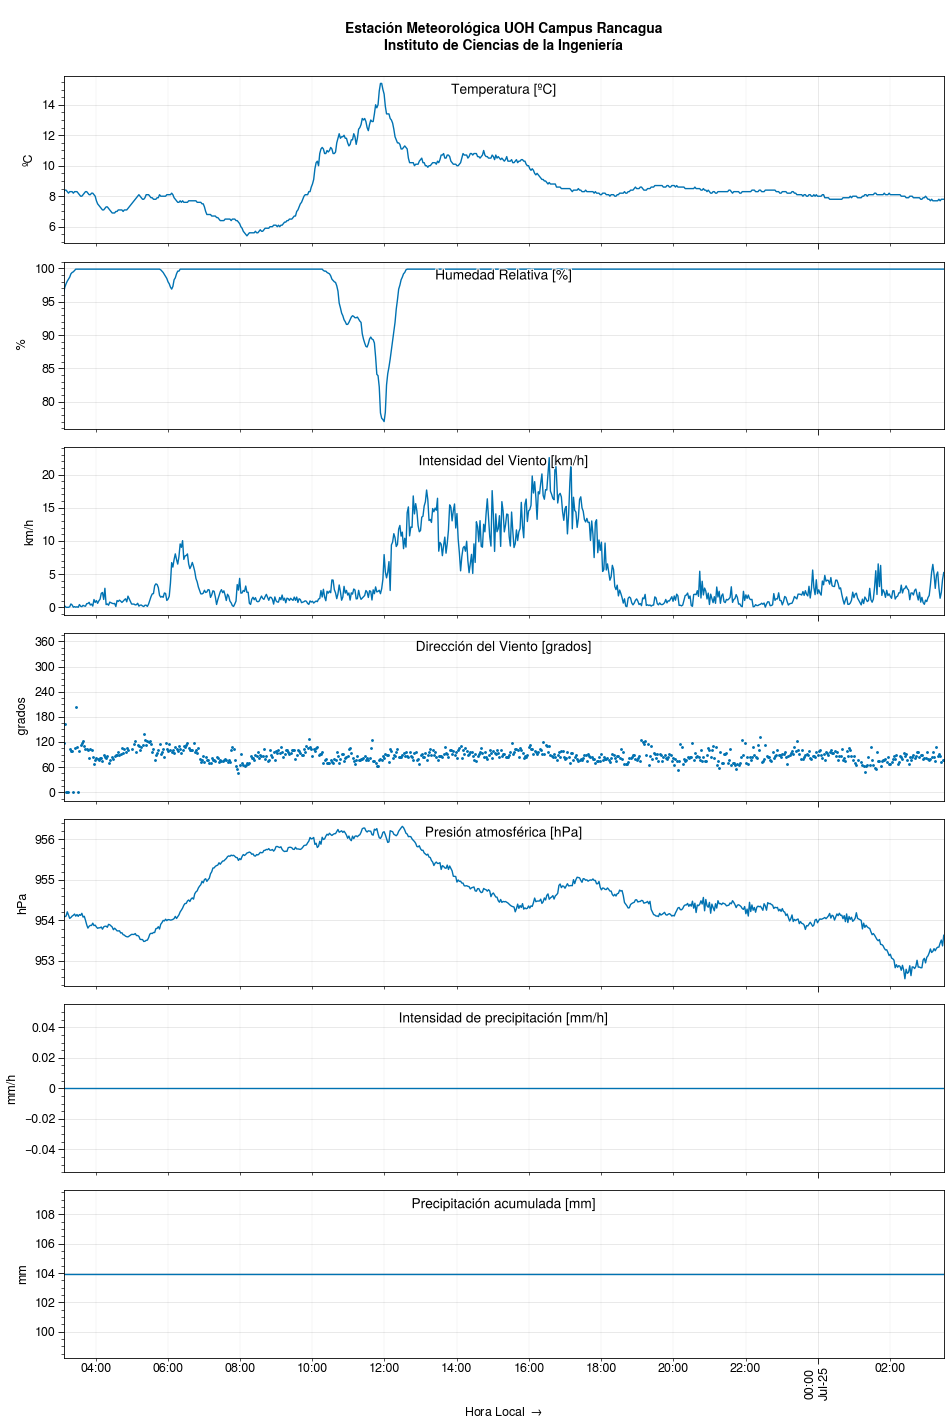 Estación Meteorológica UOH Campus Rancagua
Instituto de Ciencias de la Ingeniería
Temperatura [ºC]
ºC
14
12
10
8
6
Humedad Relativa [%]
%
100
95
90
85
80
Intensidad del Viento [km/h]
km/h
20
15
10
5
0
Dirección del Viento [grados]
grados
360
300
240
180
120
60
0
Presión atmosférica [hPa]
hPa
956
955
954
953
Intensidad de precipitación [mm/h]
mm/h
0.04
0.02
0
−0.02
−0.04
Precipitación acumulada [mm]
mm
108
106
104
102
100
04:00 06:00 08:00 10:00 12:00 14:00 16:00 18:00 20:00 22:00 00:00 02:00
Jul-25
Hora Local →